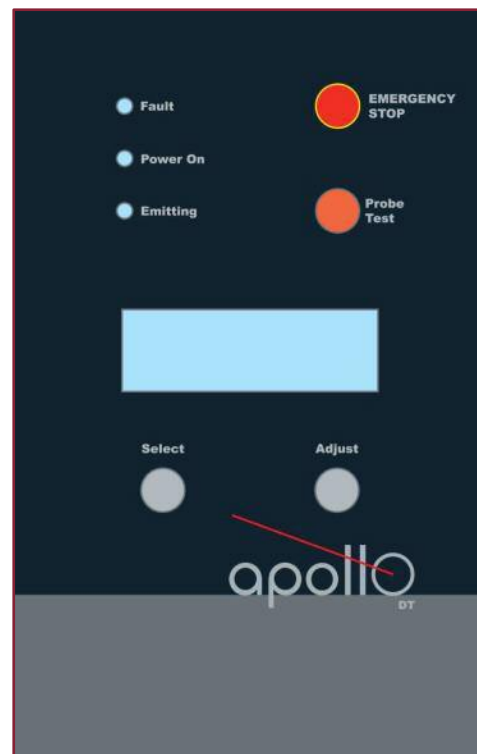 Fault
EMERGENCY
STOP
Power On
Emitting
Probe
Test
Select
Adjust
apollo
DT